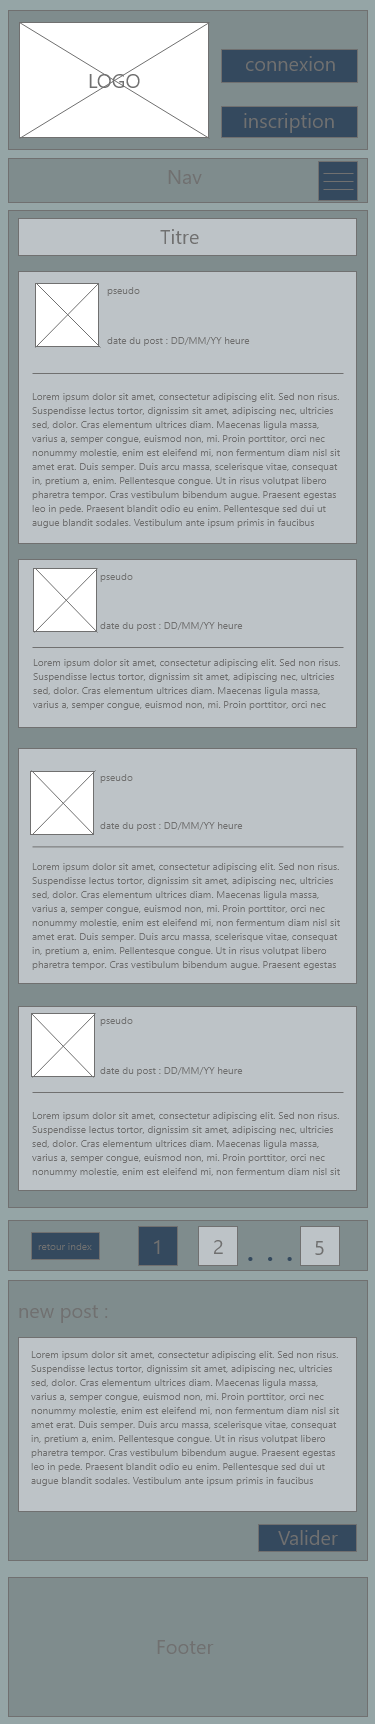 LOGO
connexion
inscription
Nav
Titre
pseudo
date du post : DD/MM/YY heure
Lorem ipsum dolor sit amet, consectetur adipiscing elit. Sed non risus.
Suspendisse lectus tortor, dignissim sit amet, adipiscing nec, ultricies
sed, dolor. Cras elementum ultrices diam. Maecenas ligula massa,
varius a, semper congue, euismod non, mi. Proin porttitor, orci nec
nonummy molestie, enim est eleifend mi, non fermentum diam nisl sit
amet erat. Duis semper. Duis arcu massa, scelerisque vitae, consequat
in, pretium a, enim. Pellentesque congue. Ut in risus volutpat libero
pharetra tempor. Cras vestibulum bibendum augue. Praesent egestas
leo in pede. Praesent blandit odio eu enim. Pellentesque sed dui ut
augue blandit sodales. Vestibulum ante ipsum primis in faucibus
pseudo
date du post : DD/MM/YY heure
Lorem ipsum dolor sit amet, consectetur adipiscing elit. Sed non risus.
Suspendisse lectus tortor, dignissim sit amet, adipiscing nec, ultricies
sed, dolor. Cras elementum ultrices diam. Maecenas ligula massa,
varius a, semper congue, euismod non, mi. Proin porttitor, orci nec
pseudo
date du post : DD/MM/YY heure
Lorem ipsum dolor sit amet, consectetur adipiscing elit. Sed non risus.
Suspendisse lectus tortor, dignissim sit amet, adipiscing nec, ultricies
sed, dolor. Cras elementum ultrices diam. Maecenas ligula massa,
varius a, semper congue, euismod non, mi. Proin porttitor, orci nec
nonummy molestie, enim est eleifend mi, non fermentum diam nisl sit
amet erat. Duis semper. Duis arcu massa, scelerisque vitae, consequat
in, pretium a, enim. Pellentesque congue. Ut in risus volutpat libero
pharetra tempor. Cras vestibulum bibendum augue. Praesent egestas
pseudo
date du post : DD/MM/YY heure
Lorem ipsum dolor sit amet, consectetur adipiscing elit. Sed non risus.
Suspendisse lectus tortor, dignissim sit amet, adipiscing nec, ultricies
sed, dolor. Cras elementum ultrices diam. Maecenas ligula massa,
varius a, semper congue, euismod non, mi. Proin porttitor, orci nec
nonummy molestie, enim est eleifend mi, non fermentum diam nisl sit
retour index 1 2 . . . 5
new post :
Lorem ipsum dolor sit amet, consectetur adipiscing elit. Sed non risus.
Suspendisse lectus tortor, dignissim sit amet, adipiscing nec, ultricies
sed, dolor. Cras elementum ultrices diam. Maecenas ligula massa,
varius a, semper congue, euismod non, mi. Proin porttitor, orci nec
nonummy molestie, enim est eleifend mi, non fermentum diam nisl sit
amet erat. Duis semper. Duis arcu massa, scelerisque vitae, consequat
in, pretium a, enim. Pellentesque congue. Ut in risus volutpat libero
pharetra tempor. Cras vestibulum bibendum augue. Praesent egestas
leo in pede. Praesent blandit odio eu enim. Pellentesque sed dui ut
augue blandit sodales. Vestibulum ante ipsum primis in faucibus
Valider
Footer